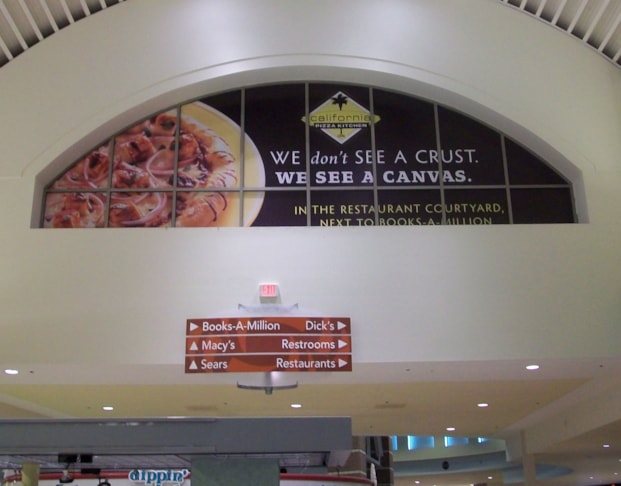 california
PIZZA KITCHEN
WE don't SEE A CRUST.
WE SEE A CANVAS.
IN THE RESTAURANT COURTYARD,
NEXT TO BOOKS-A-MILLION
EXIT
▶ Books-A-Million Dick's ▶
▲ Macy's Restrooms ▶
▲ Sears Restaurants ▶
dippin'